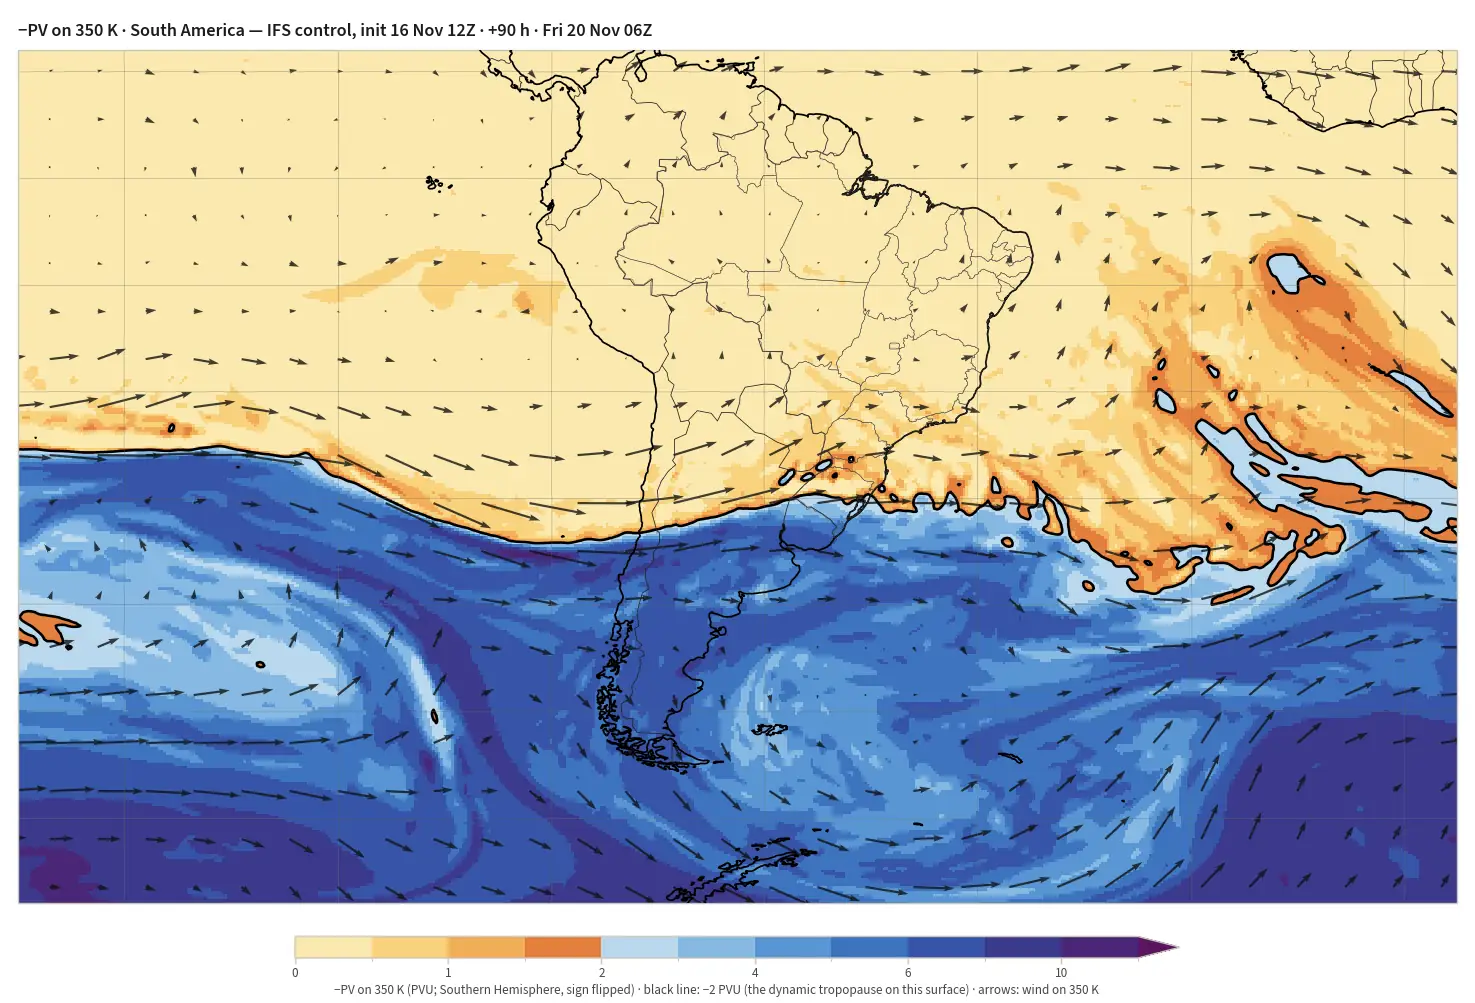 −PV on 350 K · South America — IFS control, init 16 Nov 12Z · +90 h · Fri 20 Nov 06Z
0 1 2 4 6 10
−PV on 350 K (PVU; Southern Hemisphere, sign flipped) · black line: −2 PVU (the dynamic tropopause on this surface) · arrows: wind on 350 K